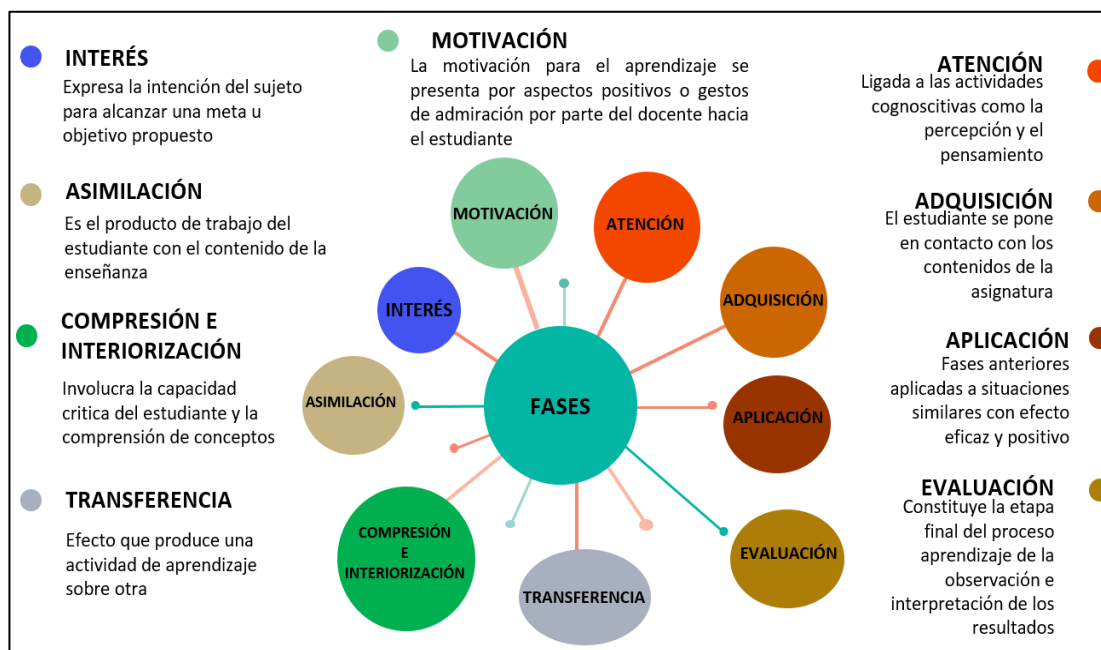 INTERÉS
Expresa la intención del sujeto
para alcanzar una meta u
objetivo propuesto
ASIMILACIÓN
Es el producto de trabajo del
estudiante con el contenido de la
enseñanza
COMPRESIÓN E
INTERIORIZACIÓN
Involucra la capacidad
critica del estudiante y la
comprensión de conceptos
TRANSFERENCIA
Efecto que produce una
actividad de aprendizaje
sobre otra
MOTIVACIÓN
La motivación para el aprendizaje se
presenta por aspectos positivos o gestos
de admiración por parte del docente hacia
el estudiante
MOTIVACIÓN
ATENCIÓN
INTERÉS
ADQUISICIÓN
ASIMILACIÓN
FASES
APLICACIÓN
COMPRESIÓN
E
INTERIORIZACIÓN
TRANSFERENCIA
EVALUACIÓN
ATENCIÓN
Ligada a las actividades
cognoscitivas como la
percepción y el
pensamiento
ADQUISICIÓN
El estudiante se pone
en contacto con los
contenidos de la
asignatura
APLICACIÓN
Fases anteriores
aplicadas a situaciones
similares con efecto
eficaz y positivo
EVALUACIÓN
Constituye la etapa
final del proceso
aprendizaje de la
observación e
interpretación de los
resultados